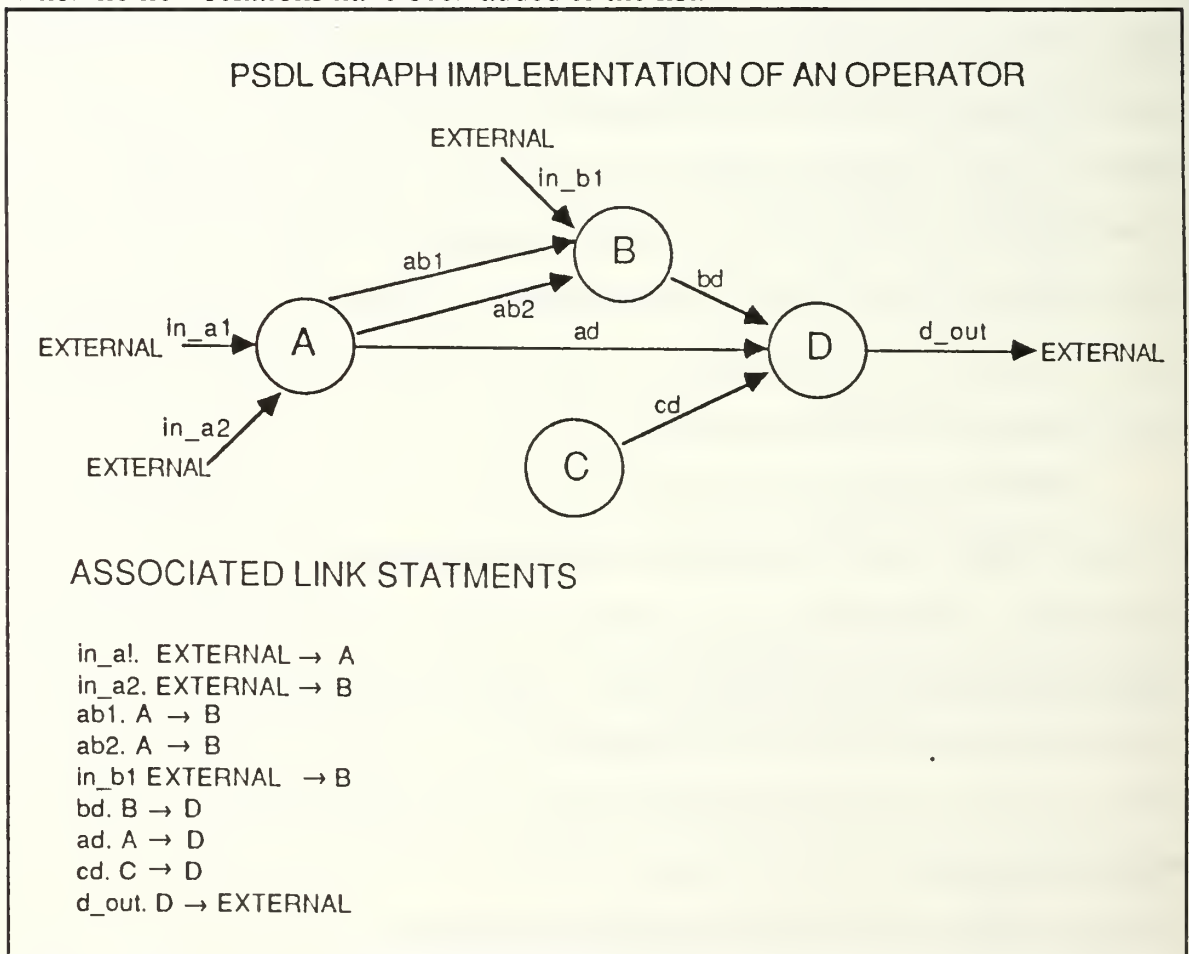 PSDL GRAPH IMPLEMENTATION OF AN OPERATOR
EXTERNAL
in_b1
B
ab1
bd
ab2
in_a1
A
ad
D
d_out
EXTERNAL
EXTERNAL
cd
in_a2
C
EXTERNAL
ASSOCIATED LINK STATMENTS
in_a!. EXTERNAL → A
in_a2. EXTERNAL → B
ab1. A → B
ab2. A → B
in_b1 EXTERNAL → B
bd. B → D
ad. A → D
cd. C → D
d_out. D → EXTERNAL